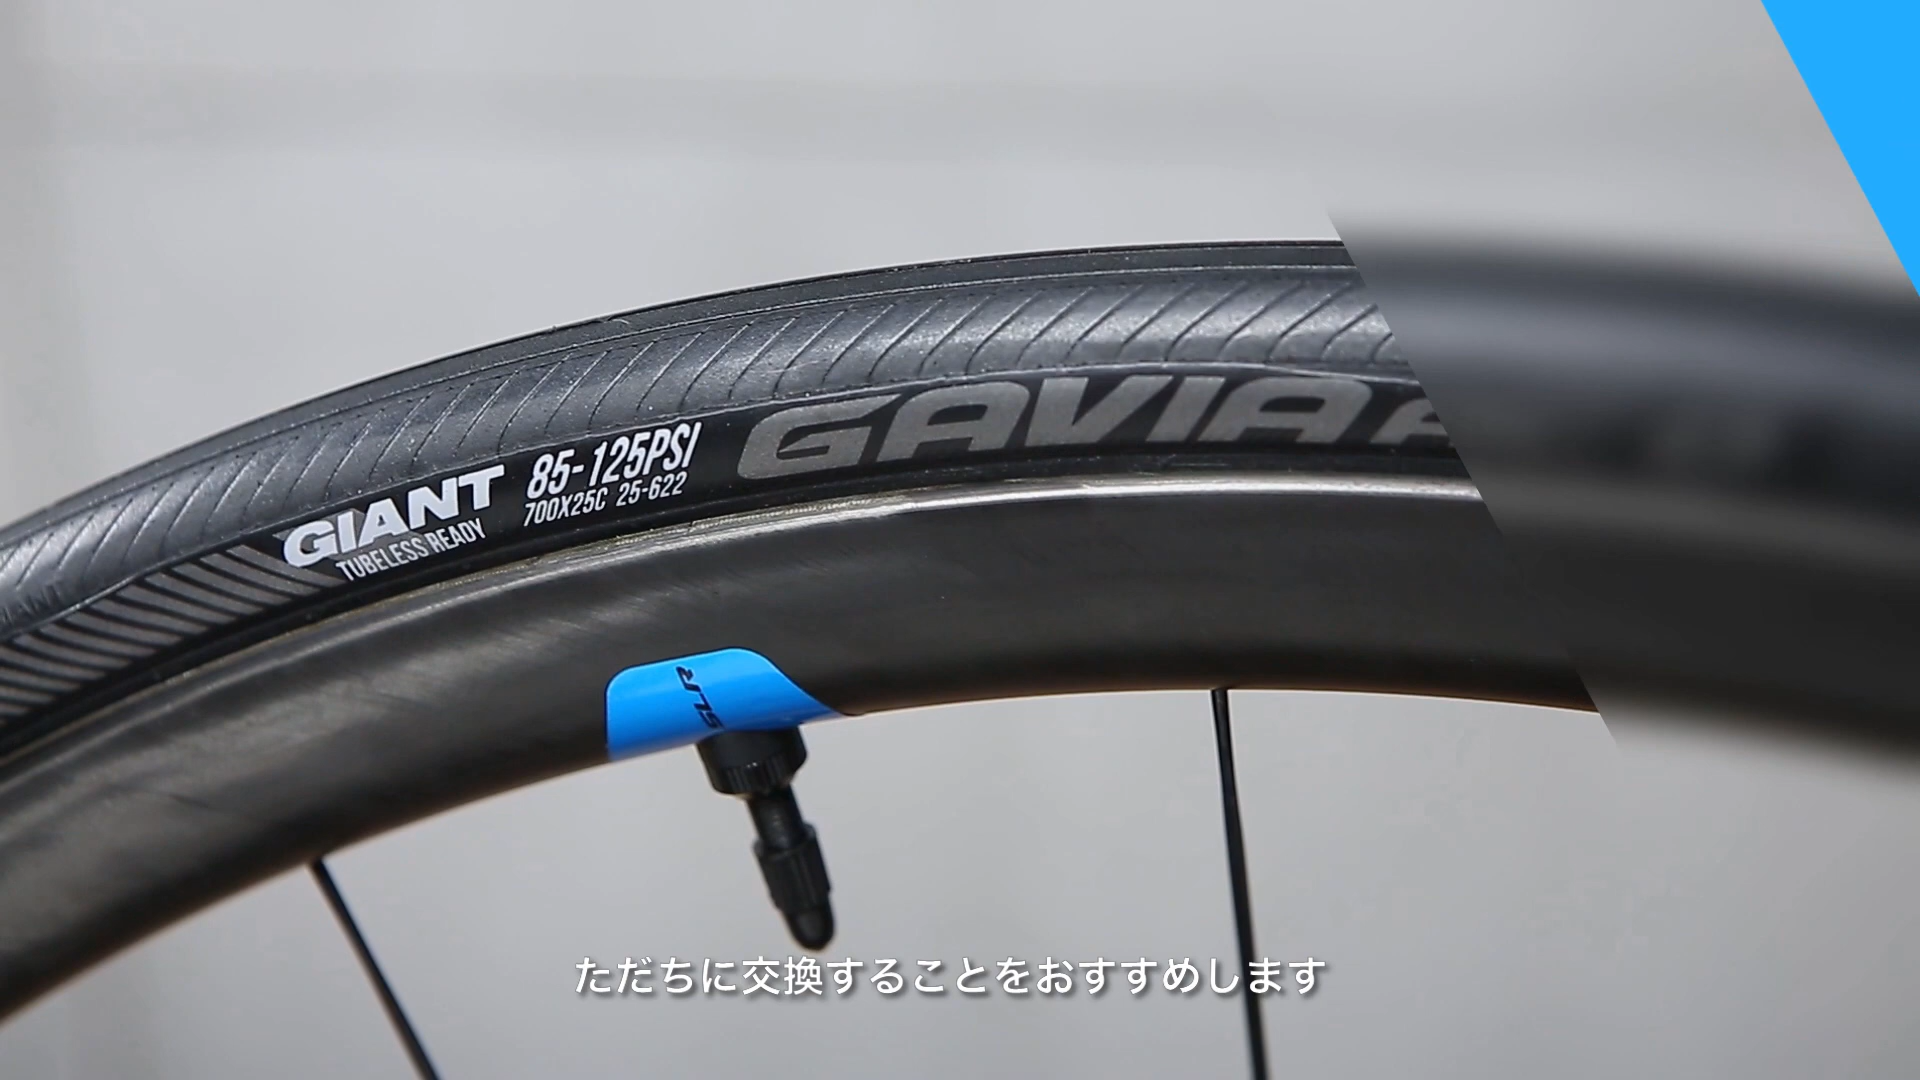 GAVIA
GIANT
85-125PSI
TUBELESS READY
700X25C 25-622
SLR
ただちに交換することをおすすめします